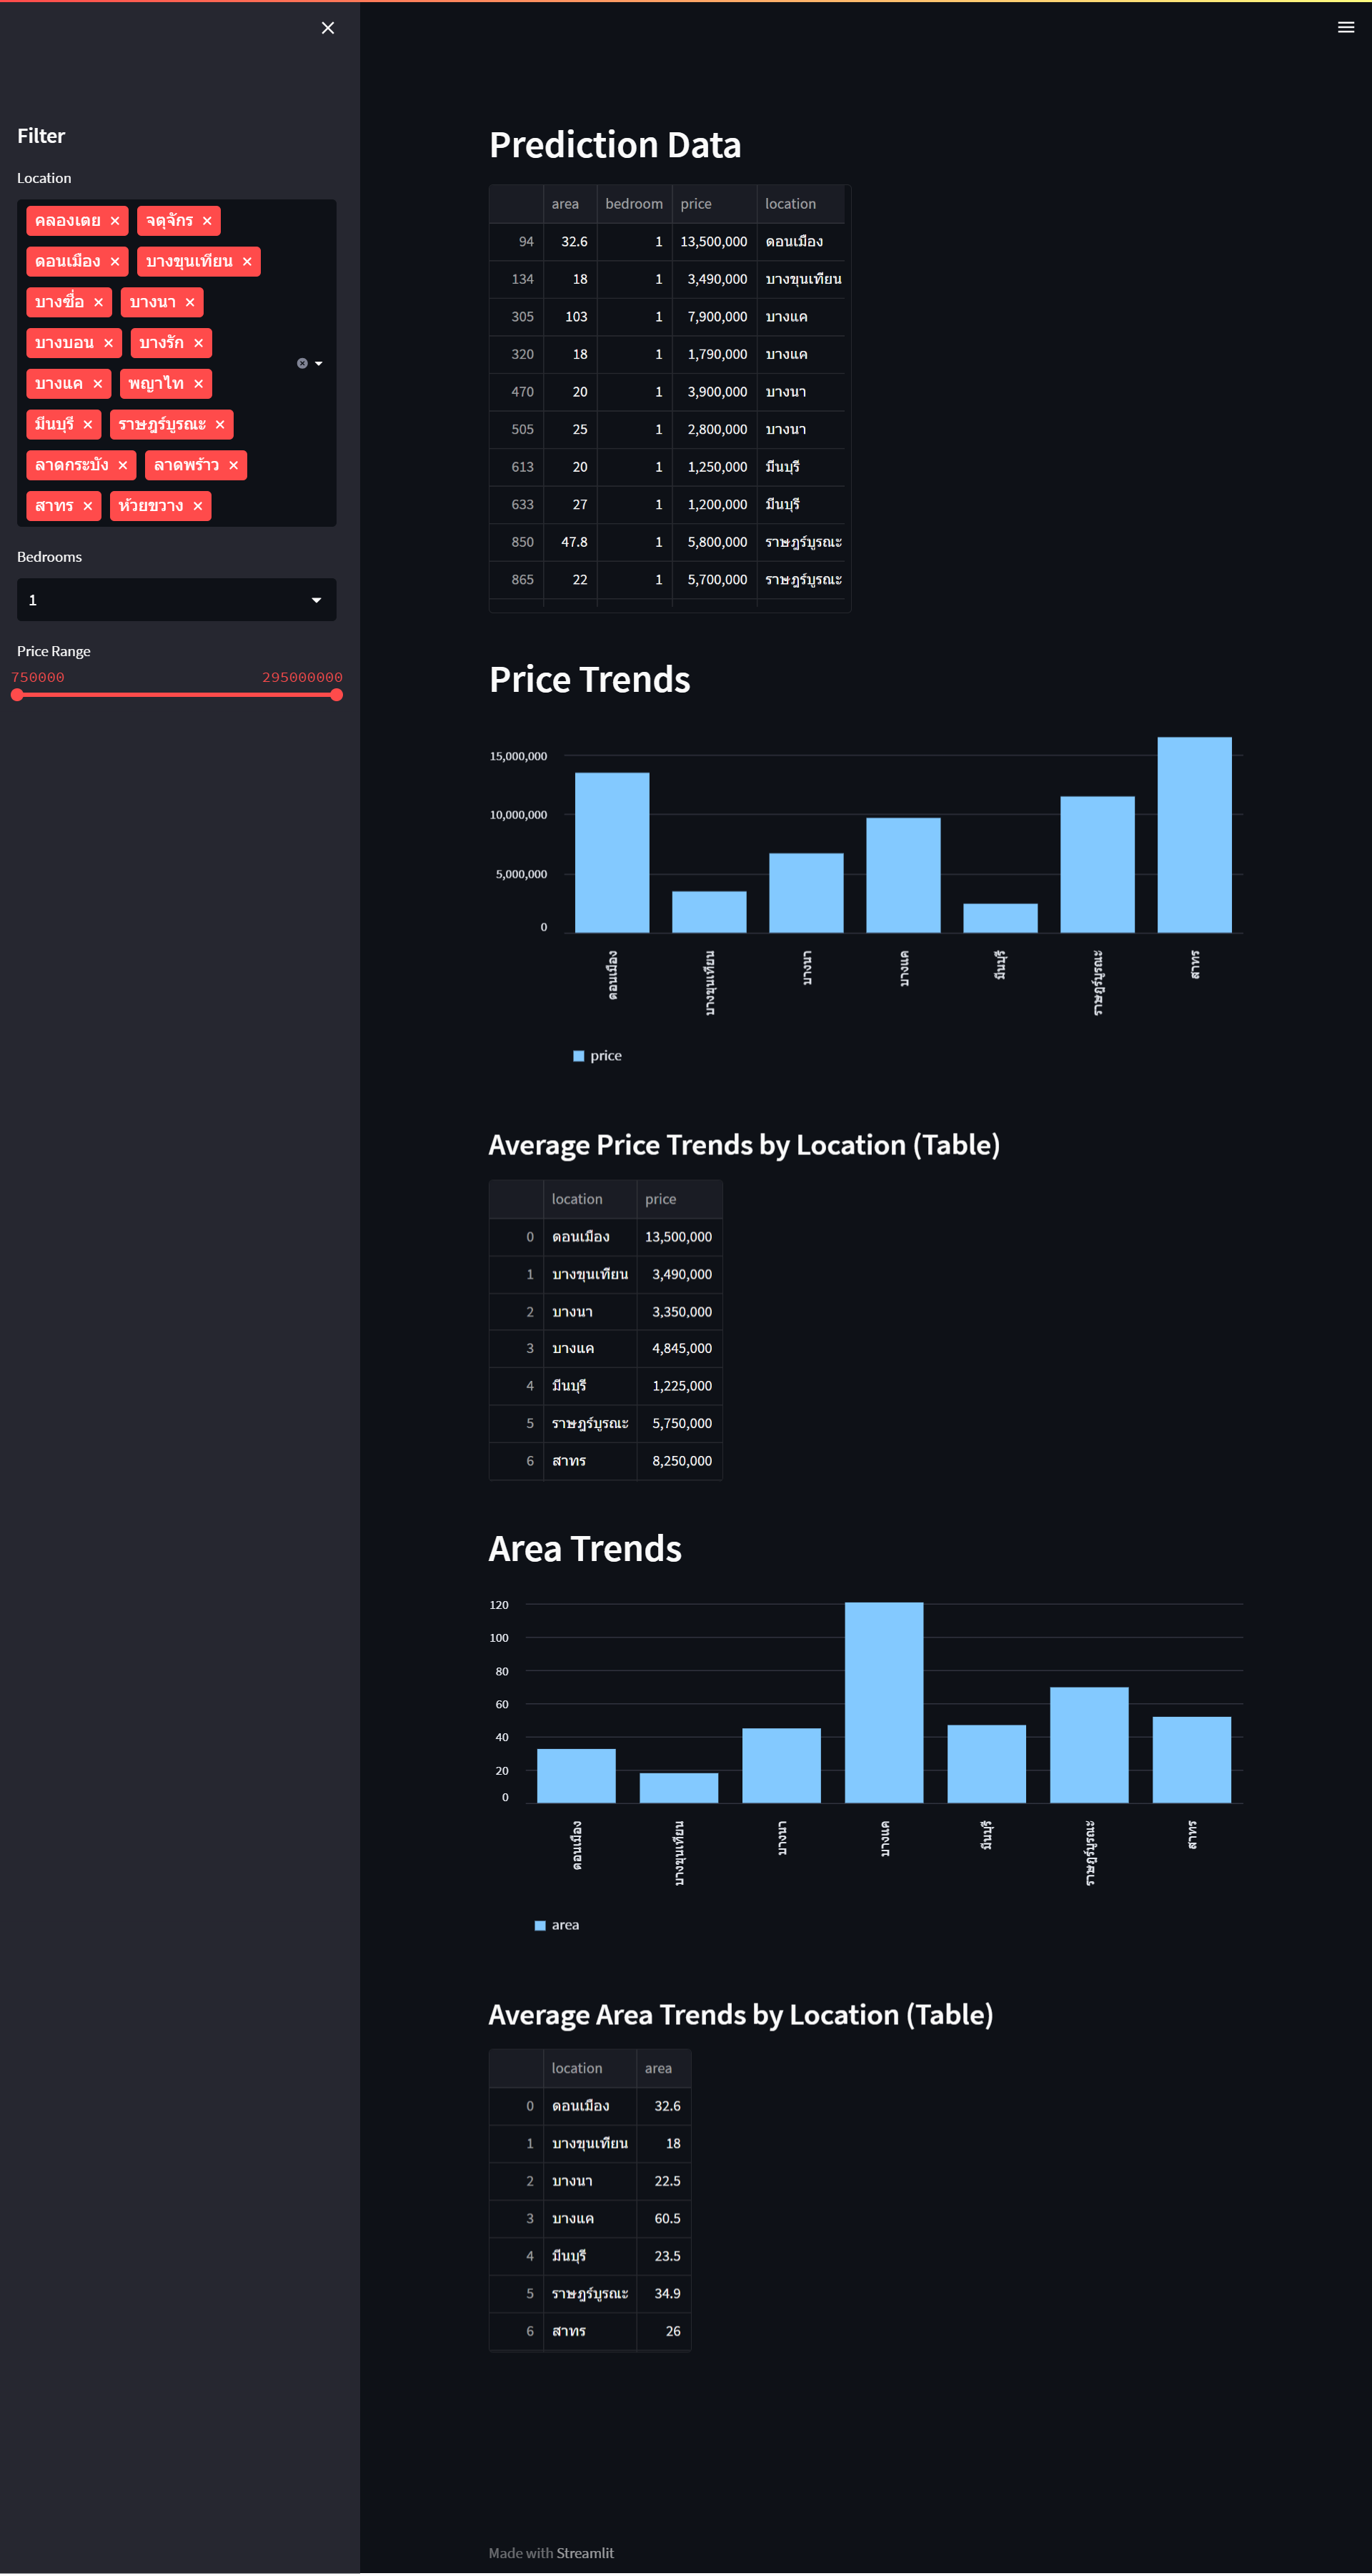 Filter
Location
คลองเตย จตุจักร
ดอนเมือง บางขุนเทียน
บางซื่อ บางนา
บางบอน บางรัก
บางแค พญาไท
มีนบุรี ราษฎร์บูรณะ
ลาดกระบัง ลาดพร้าว
สาทร ห้วยขวาง
Bedrooms
1
Price Range
750000 295000000
Prediction Data
area bedroom price location
94 32.6 1 13,500,000 ดอนเมือง
134 18 1 3,490,000 บางขุนเทียน
305 103 1 7,900,000 บางแค
320 18 1 1,790,000 บางแค
470 20 1 3,900,000 บางนา
505 25 1 2,800,000 บางนา
613 20 1 1,250,000 มีนบุรี
633 27 1 1,200,000 มีนบุรี
850 47.8 1 5,800,000 ราษฎร์บูรณะ
865 22 1 5,700,000 ราษฎร์บูรณะ
Price Trends
15,000,000
10,000,000
5,000,000
0
ดอนเมือง บางขุนเทียน บางนา บางแค มีนบุรี ราษฎร์บูรณะ สาทร
price
Average Price Trends by Location (Table)
location price
0 ดอนเมือง 13,500,000
1 บางขุนเทียน 3,490,000
2 บางนา 3,350,000
3 บางแค 4,845,000
4 มีนบุรี 1,225,000
5 ราษฎร์บูรณะ 5,750,000
6 สาทร 8,250,000
Area Trends
120
100
80
60
40
20
0
ดอนเมือง บางขุนเทียน บางนา บางแค มีนบุรี ราษฎร์บูรณะ สาทร
area
Average Area Trends by Location (Table)
location area
0 ดอนเมือง 32.6
1 บางขุนเทียน 18
2 บางนา 22.5
3 บางแค 60.5
4 มีนบุรี 23.5
5 ราษฎร์บูรณะ 34.9
6 สาทร 26
Made with Streamlit